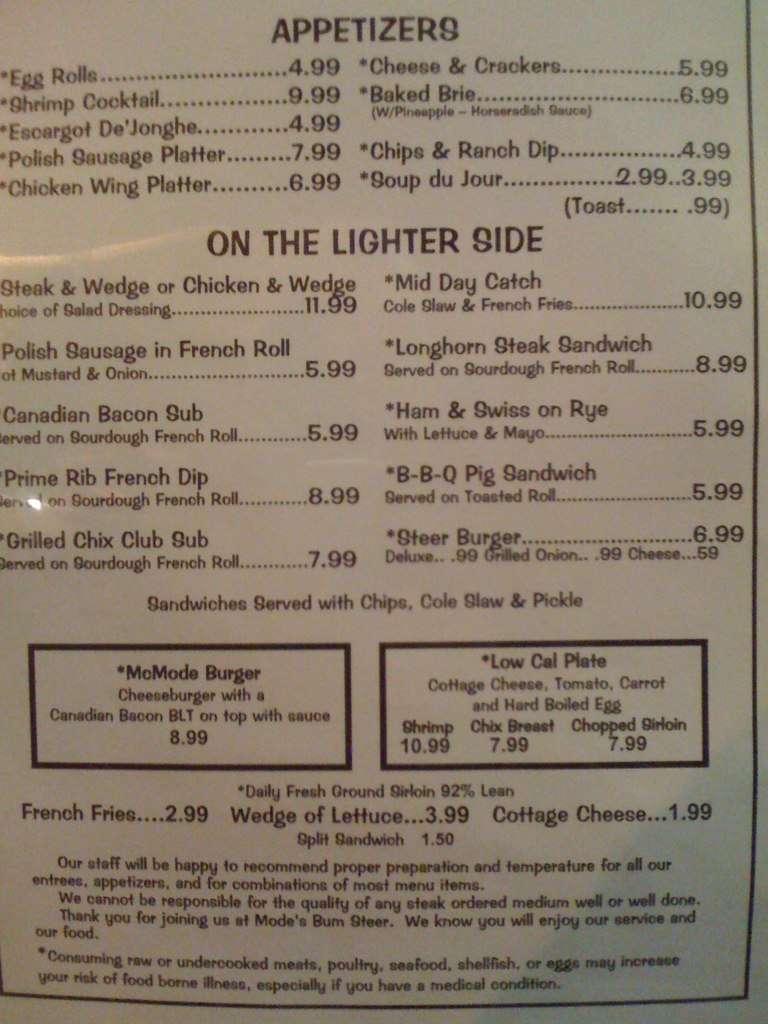 APPETIZERS
*Egg Rolls............................4.99
*Shrimp Cocktail...................9.99
*Escargot De'Jonghe.............4.99
*Polish Sausage Platter.........7.99
*Chicken Wing Platter..........6.99
*Cheese & Crackers.................5.99
*Baked Brie.............................6.99
(W/Pineapple – Horseradish Sauce)
*Chips & Ranch Dip.................4.99
*Soup du Jour................2.99..3.99
(Toast....... .99)
ON THE LIGHTER SIDE
Steak & Wedge or Chicken & Wedge
hoice of Salad Dressing.......................11.99
Polish Sausage in French Roll
ot Mustard & Onion...........................5.99
*Canadian Bacon Sub
Served on Sourdough French Roll............5.99
*Prime Rib French Dip
on Sourdough French Roll............8.99
*Grilled Chix Club Sub
Served on Sourdough French Roll............7.99
*Mid Day Catch
Cole Slaw & French Fries...................10.99
*Longhorn Steak Sandwich
Served on Sourdough French Roll..........8.99
*Ham & Swiss on Rye
With Lettuce & Mayo.........................5.99
*B-B-Q Pig Sandwich
Served on Toasted Roll.......................5.99
*Steer Burger............................6.99
Deluxe.. .99 Grilled Onion.. .99 Cheese...59
Sandwiches Served with Chips, Cole Slaw & Pickle
*McMode Burger
Cheeseburger with a
Canadian Bacon BLT on top with sauce
8.99
*Low Cal Plate
Cottage Cheese, Tomato, Carrot
and Hard Boiled Egg
Shrimp Chix Breast Chopped Sirloin
10.99 7.99 7.99
*Daily Fresh Ground Sirloin 92% Lean
French Fries....2.99 Wedge of Lettuce...3.99 Cottage Cheese...1.99
Split Sandwich 1.50
Our staff will be happy to recommend proper preparation and temperature for all our
entrees, appetizers, and for combinations of most menu items.
We cannot be responsible for the quality of any steak ordered medium well or well done.
Thank you for joining us at Mode's Bum Steer. We know you will enjoy our service and
our food.
*Consuming raw or undercooked meats, poultry, seafood, shellfish, or eggs may increase
your risk of food borne illness, especially if you have a medical condition.